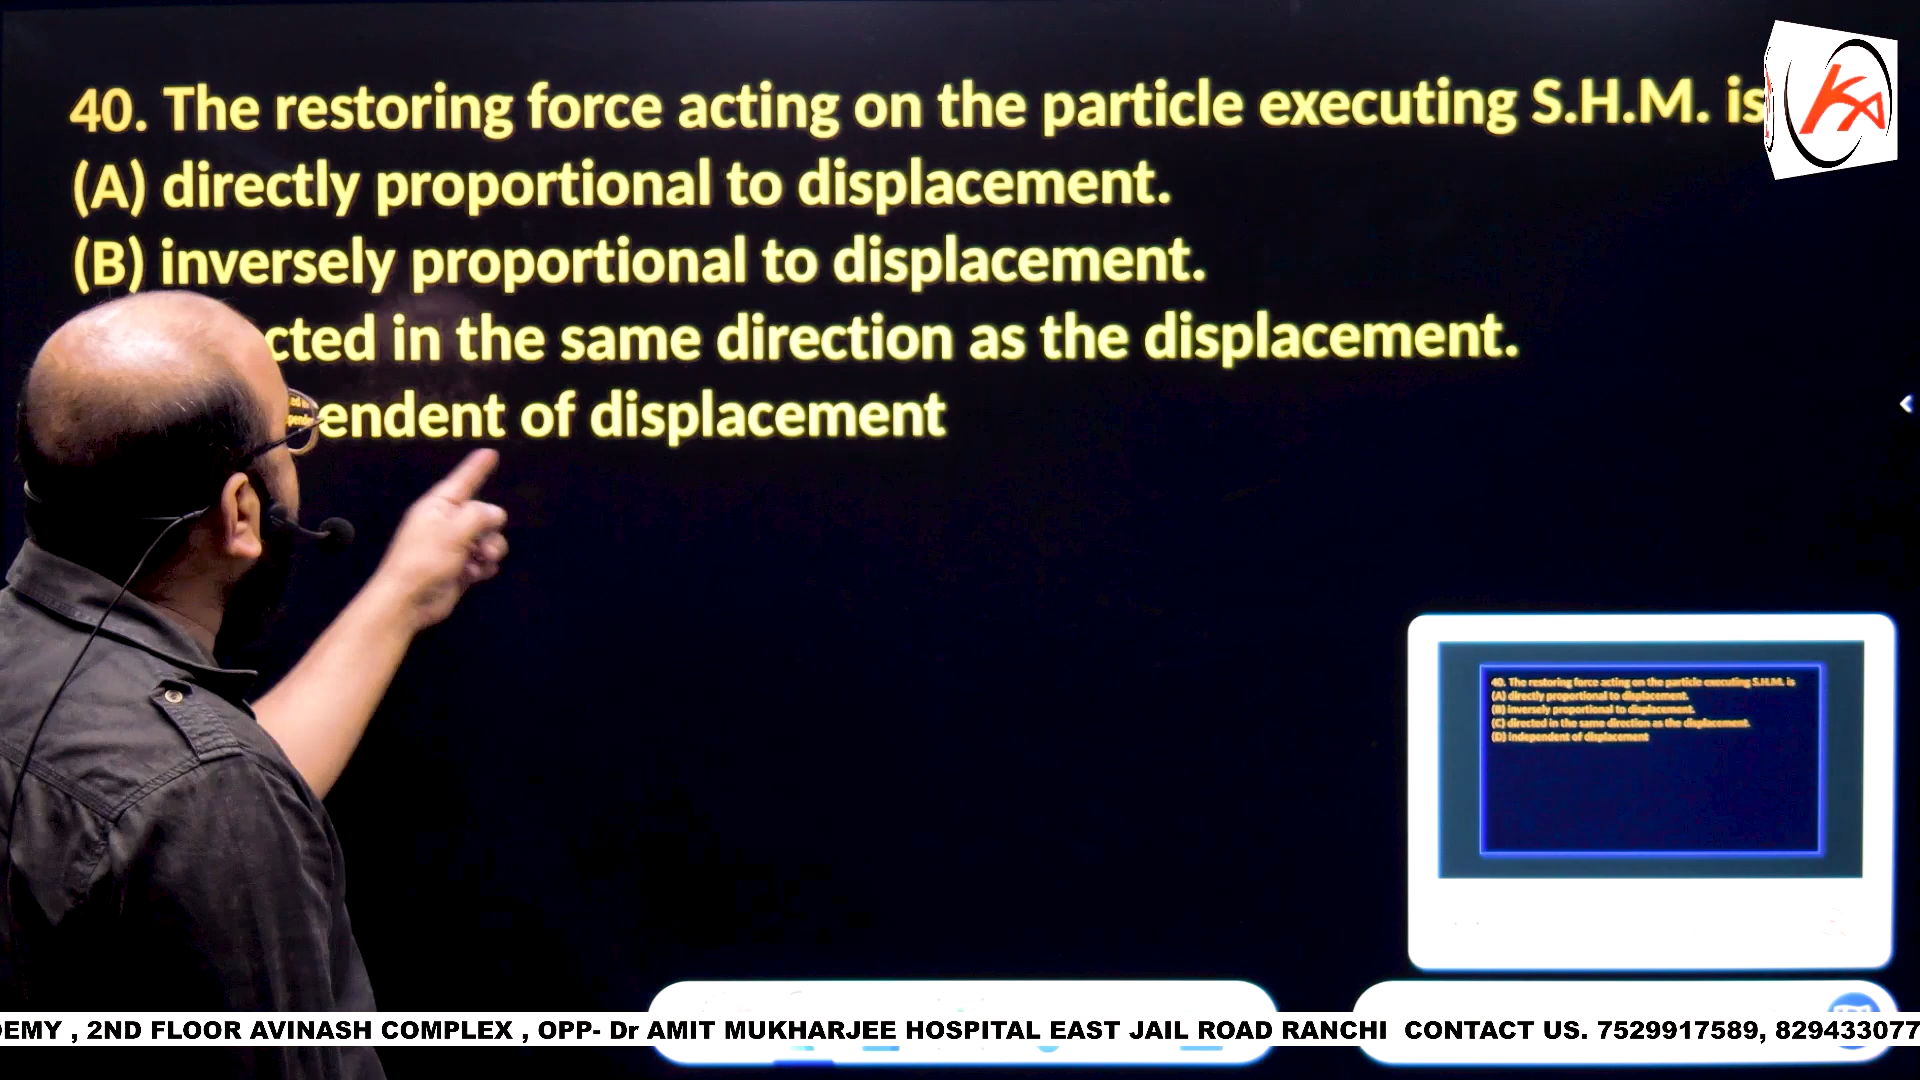 40. The restoring force acting on the particle executing S.H.M. is
(A) directly proportional to displacement.
(B) inversely proportional to displacement.
cted in the same direction as the displacement.
endent of displacement
KA
40. The restoring force acting on the particle executing S.H.M. is
(A) directly proportional to displacement.
(B) inversely proportional to displacement.
(C) directed in the same direction as the displacement.
(D) independent of displacement
DEMY , 2ND FLOOR AVINASH COMPLEX , OPP- Dr AMIT MUKHARJEE HOSPITAL EAST JAIL ROAD RANCHI CONTACT US. 7529917589, 829433077